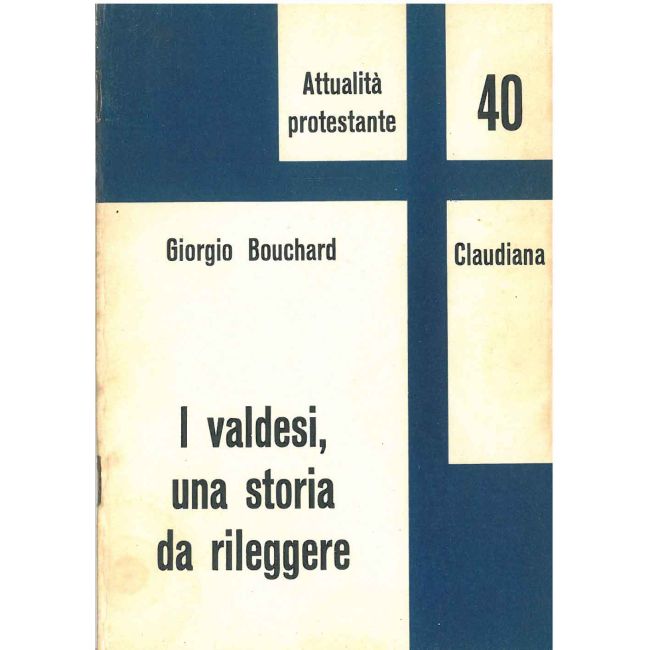 Attualità
protestante
40
Giorgio Bouchard
Claudiana
I valdesi,
una storia
da rileggere